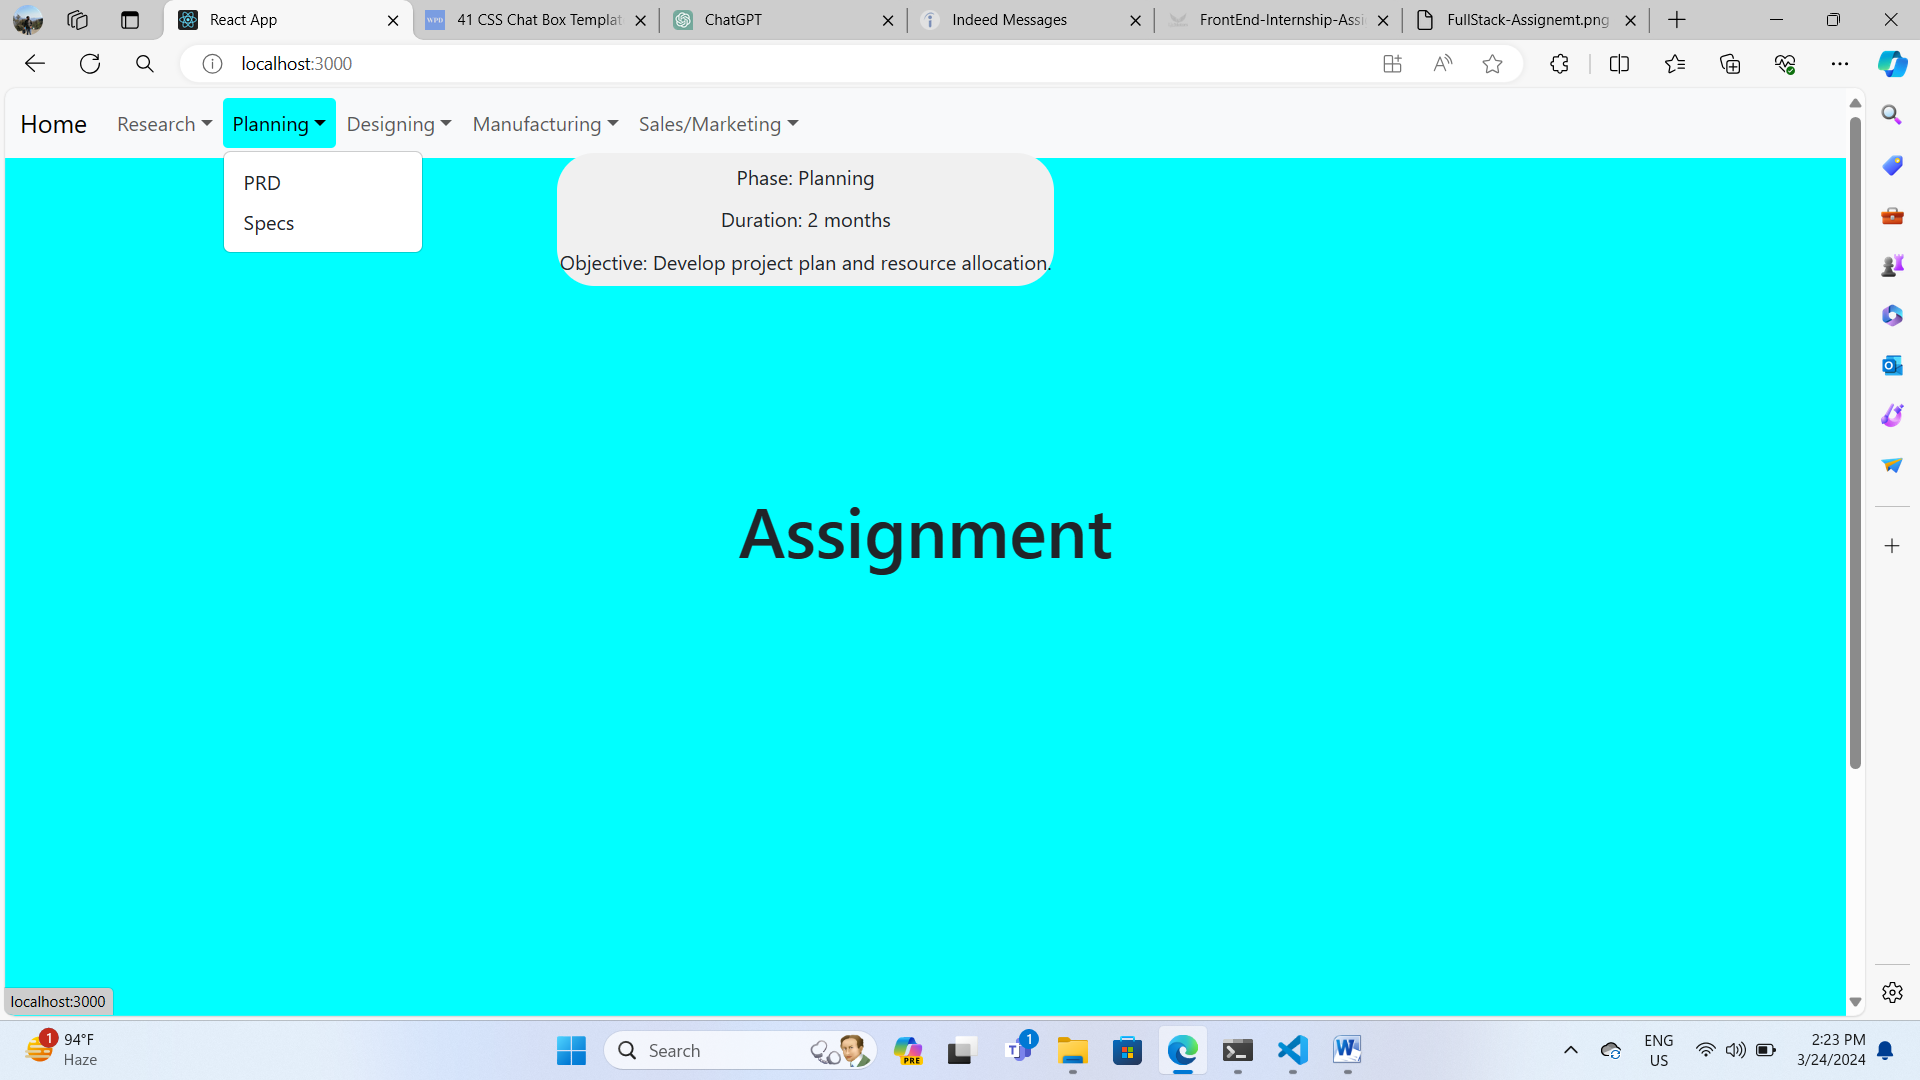 React App
41 CSS Chat Box Templat
ChatGPT
Indeed Messages
FrontEnd-Internship-Assi
FullStack-Assignemt.png
localhost:3000
Home
Research
Planning
Designing
Manufacturing
Sales/Marketing
PRD
Specs
Phase: Planning
Duration: 2 months
Objective: Develop project plan and resource allocation.
Assignment
localhost:3000
1
94°F
Haze
Search
PRE
1
ENG
US
2:23 PM
3/24/2024